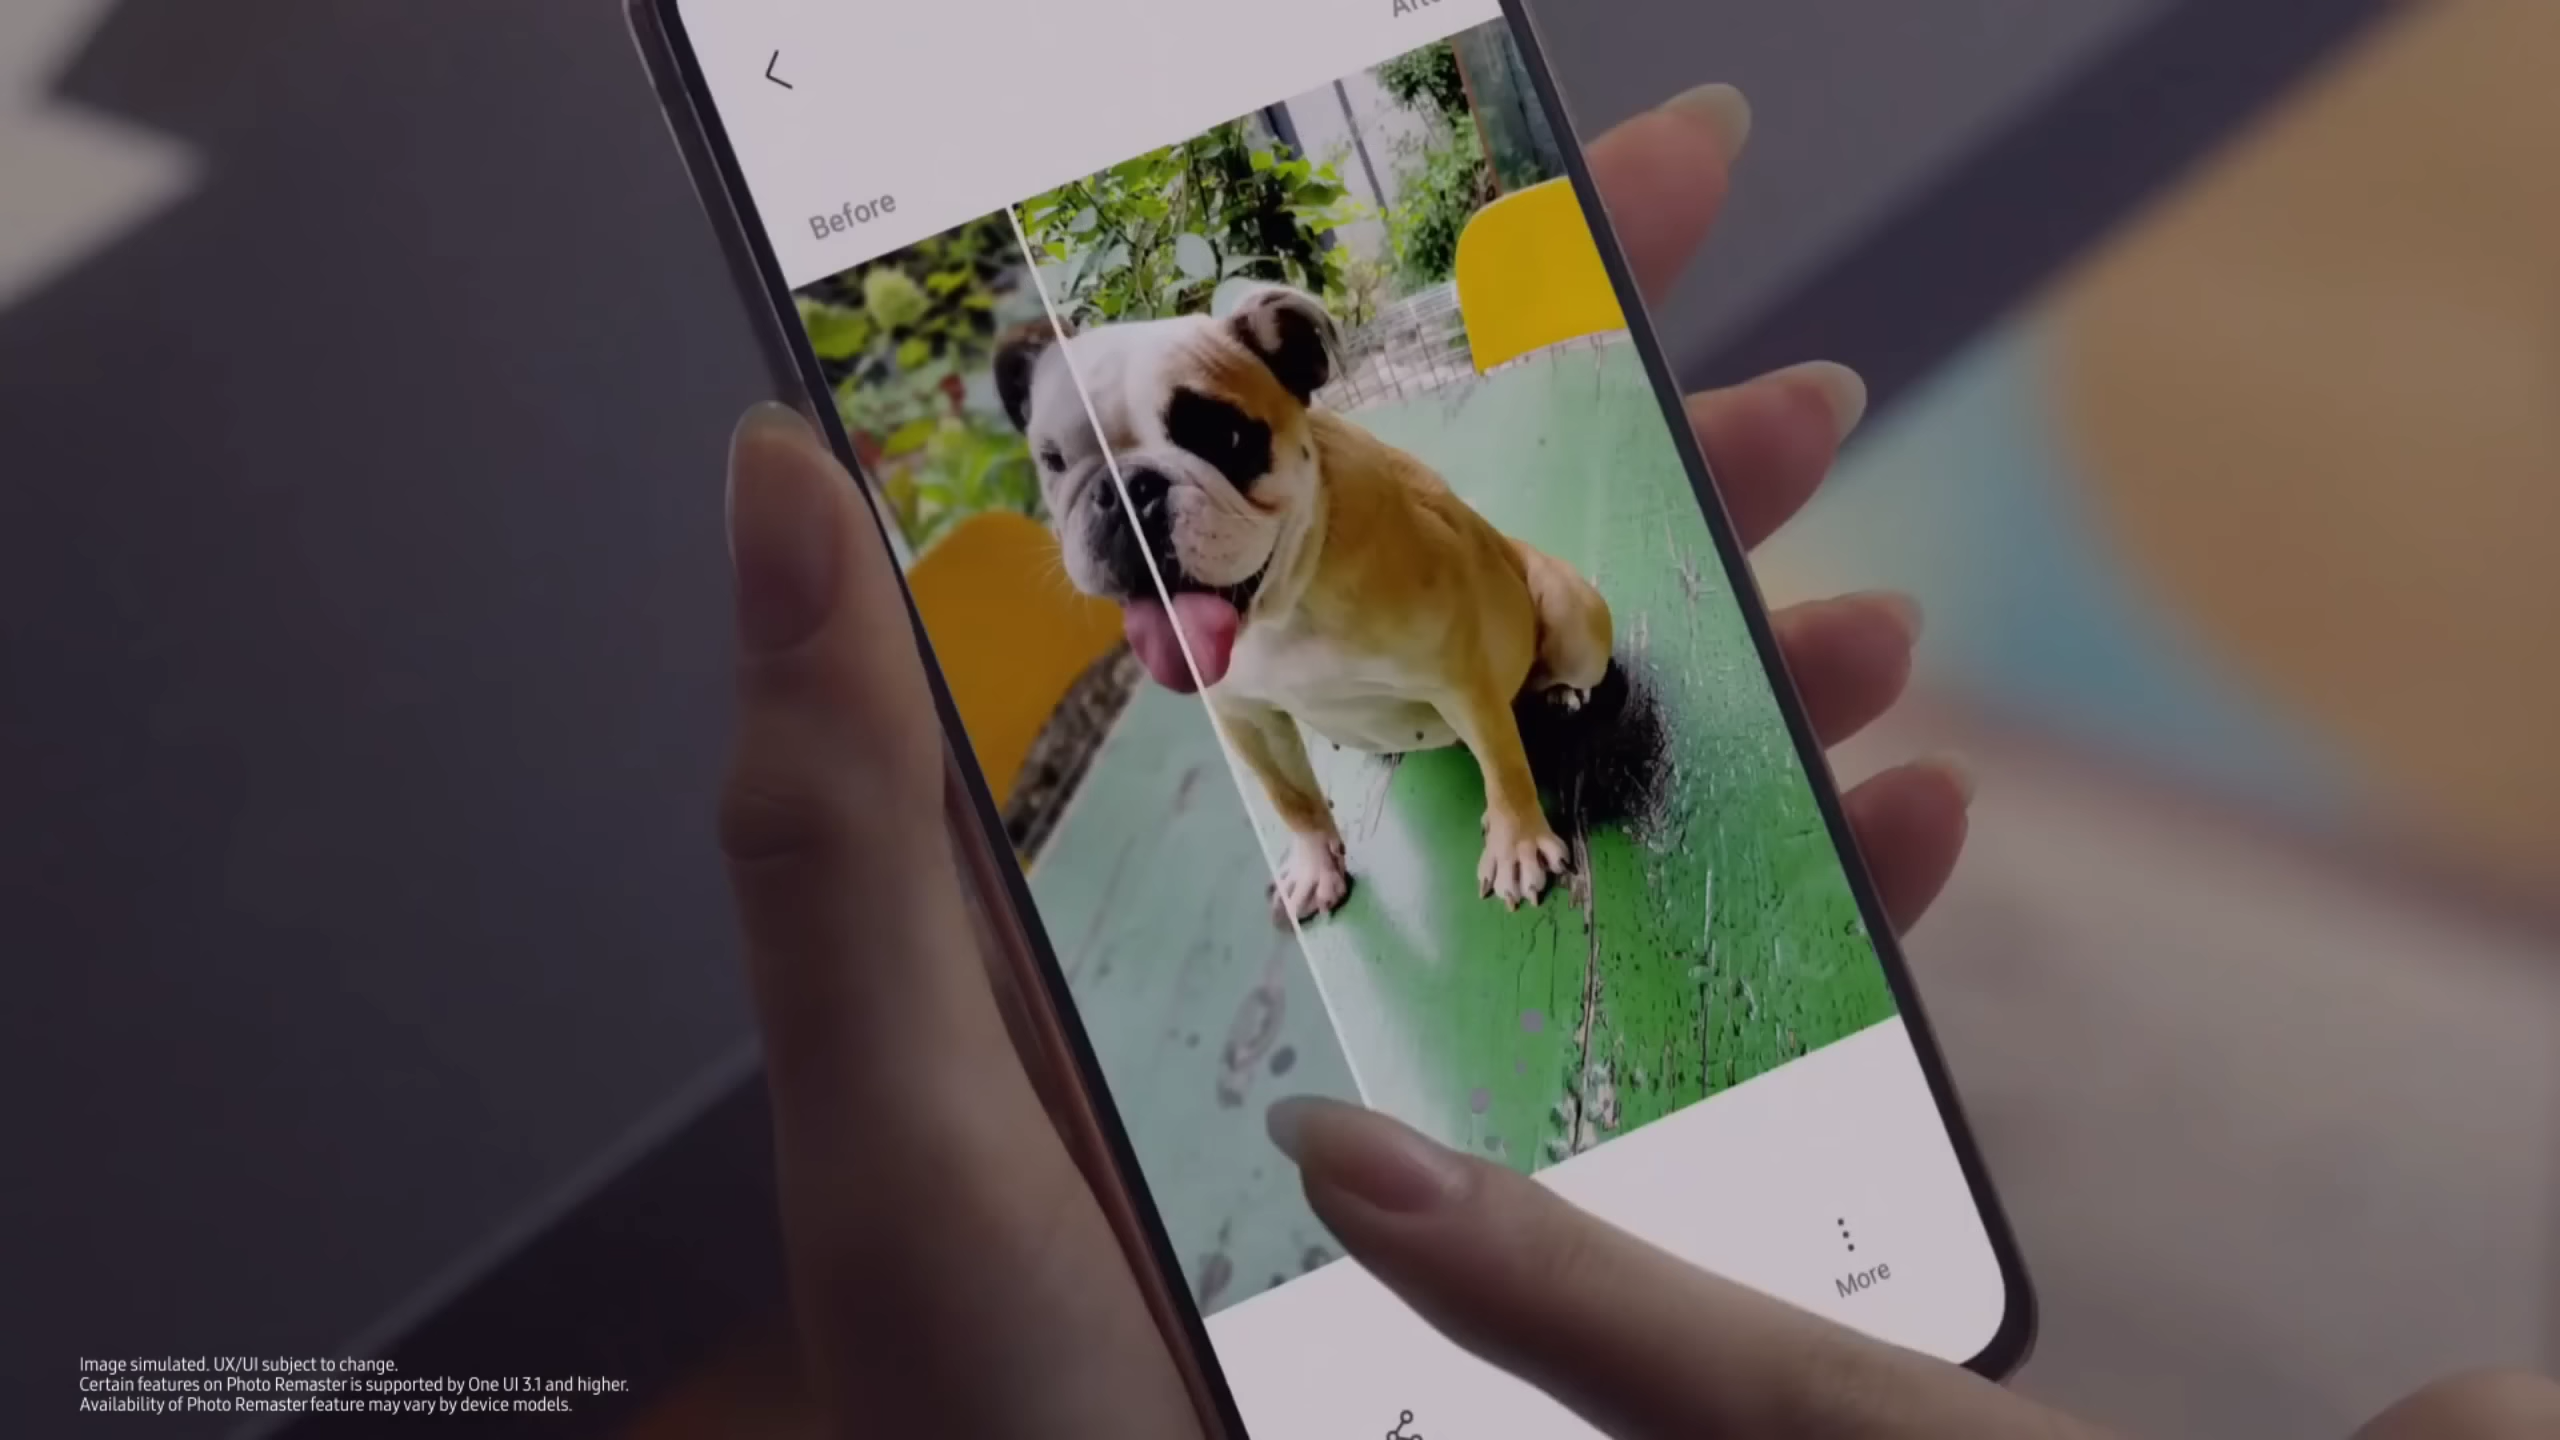 Before
More
Image simulated. UX/UI subject to change.
Certain features on Photo Remaster is supported by One UI 3.1 and higher.
Availability of Photo Remaster feature may vary by device models.